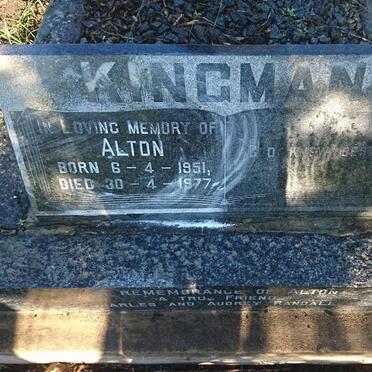 KINGMAN
IN LOVING MEMORY OF
ALTON
BORN 6-4-1951,
DIED 30-4-1977
REMEMBRANCE OF ALTON
A TRUE FRIEND
CHARLES AND AUDREY RANDALL